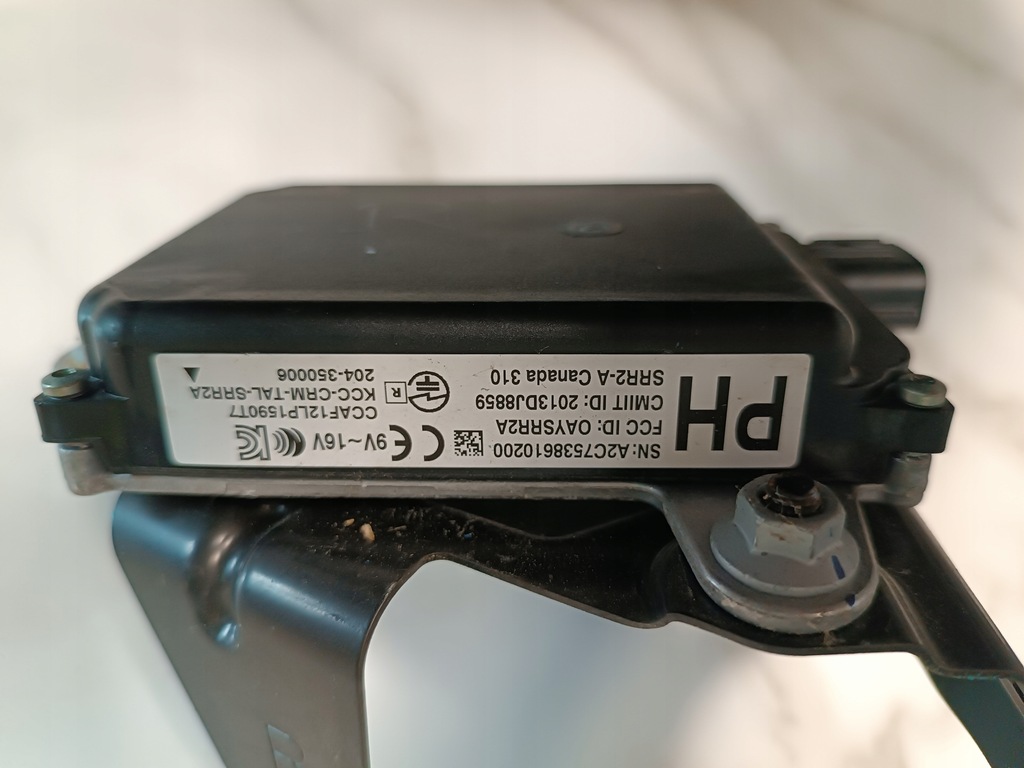 PH
SN: A2C7538610200
FCC ID: OAYSRR2A
CMIIT ID: 2013DJ8859
SRR2-A Canada 310
CE 9V~16V
R
CCAF12LP1590T7
KCC-CRM-TAL-SRR2A
204-350006